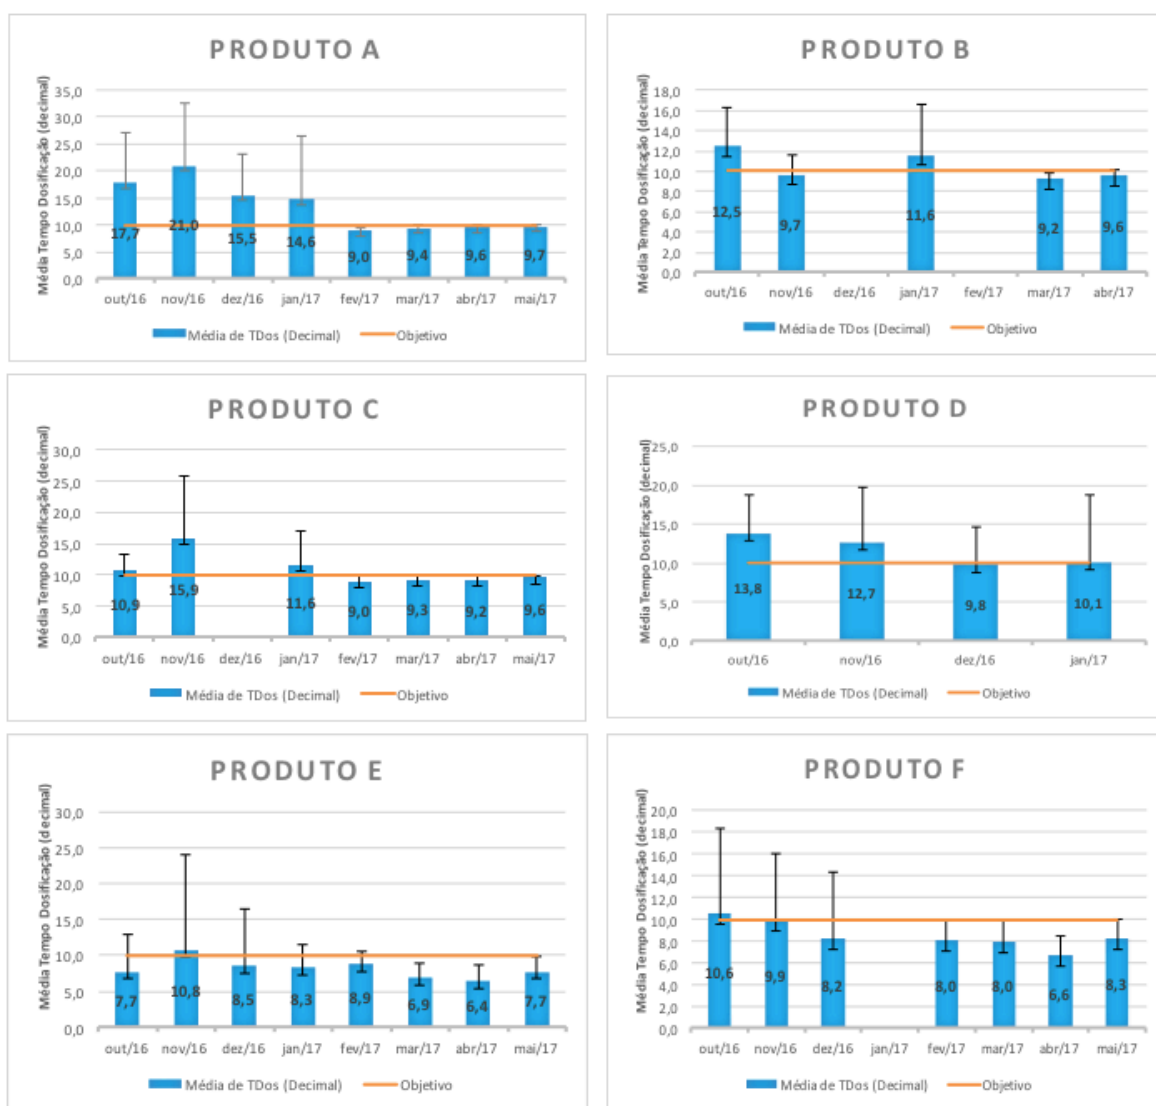 PRODUTO A
Média Tempo Dosificação (decimal)
35,0
30,0
25,0
20,0
15,0
10,0
5,0
0,0
17,7 21,0 15,5 14,6 9,0 9,4 9,6 9,7
out/16 nov/16 dez/16 jan/17 fev/17 mar/17 abr/17 mai/17
Média de TDos (Decimal) Objetivo
PRODUTO B
Média Tempo Dosificação (decimal)
18,0
16,0
14,0
12,0
10,0
8,0
6,0
4,0
2,0
0,0
12,5 9,7 11,6 9,2 9,6
out/16 nov/16 dez/16 jan/17 fev/17 mar/17 abr/17
Média de TDos (Decimal) Objetivo
PRODUTO C
Média Tempo Dosificação (decimal)
30,0
25,0
20,0
15,0
10,0
5,0
0,0
10,9 15,9 11,6 9,0 9,3 9,2 9,6
out/16 nov/16 dez/16 jan/17 fev/17 mar/17 abr/17 mai/17
Média de TDos (Decimal) Objetivo
PRODUTO D
Média Tempo Dosificação (decimal)
25,0
20,0
15,0
10,0
5,0
0,0
13,8 12,7 9,8 10,1
out/16 nov/16 dez/16 jan/17
Média de TDos (Decimal) Objetivo
PRODUTO E
Média Tempo Dosificação (decimal)
30,0
25,0
20,0
15,0
10,0
5,0
0,0
7,7 10,8 8,5 8,3 8,9 6,9 6,4 7,7
out/16 nov/16 dez/16 jan/17 fev/17 mar/17 abr/17 mai/17
Média de TDos (Decimal) Objetivo
PRODUTO F
Média Tempo Dosificação (decimal)
20,0
18,0
16,0
14,0
12,0
10,0
8,0
6,0
4,0
2,0
0,0
10,6 9,9 8,2 8,0 8,0 6,6 8,3
out/16 nov/16 dez/16 jan/17 fev/17 mar/17 abr/17 mai/17
Média de TDos (Decimal) Objetivo